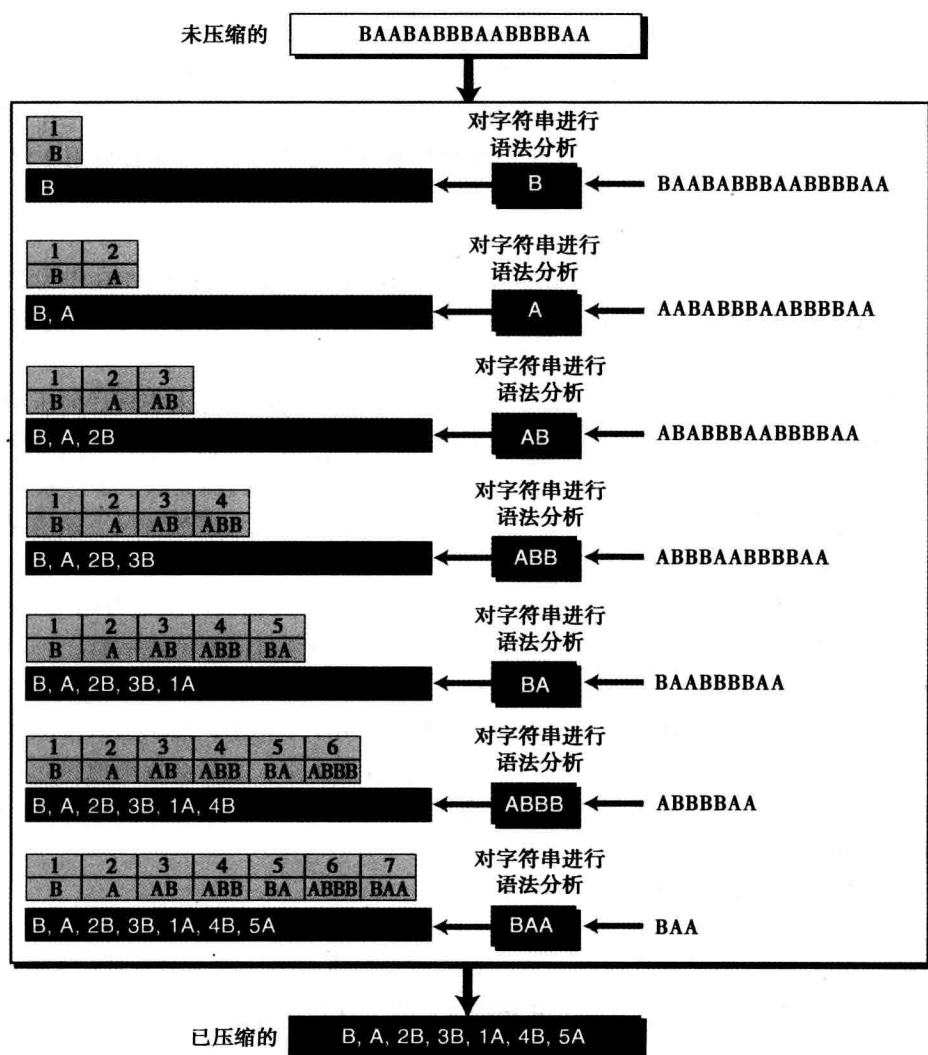 未压缩的 BAABABBBAABBBBAA
对字符串进行
语法分析
1
B
B
B
BAABABBBAABBBBAA
对字符串进行
语法分析
1 2
B A
B, A
A
AABABBBAABBBBAA
对字符串进行
语法分析
1 2 3
B A AB
B, A, 2B
AB
ABABBBAABBBBAA
对字符串进行
语法分析
1 2 3 4
B A AB ABB
B, A, 2B, 3B
ABB
ABBBAABBBBAA
对字符串进行
语法分析
1 2 3 4 5
B A AB ABB BA
B, A, 2B, 3B, 1A
BA
BAABBBBAA
对字符串进行
语法分析
1 2 3 4 5 6
B A AB ABB BA ABBB
B, A, 2B, 3B, 1A, 4B
ABBB
ABBBBAA
对字符串进行
语法分析
1 2 3 4 5 6 7
B A AB ABB BA ABBB BAA
B, A, 2B, 3B, 1A, 4B, 5A
BAA
BAA
已压缩的 B, A, 2B, 3B, 1A, 4B, 5A